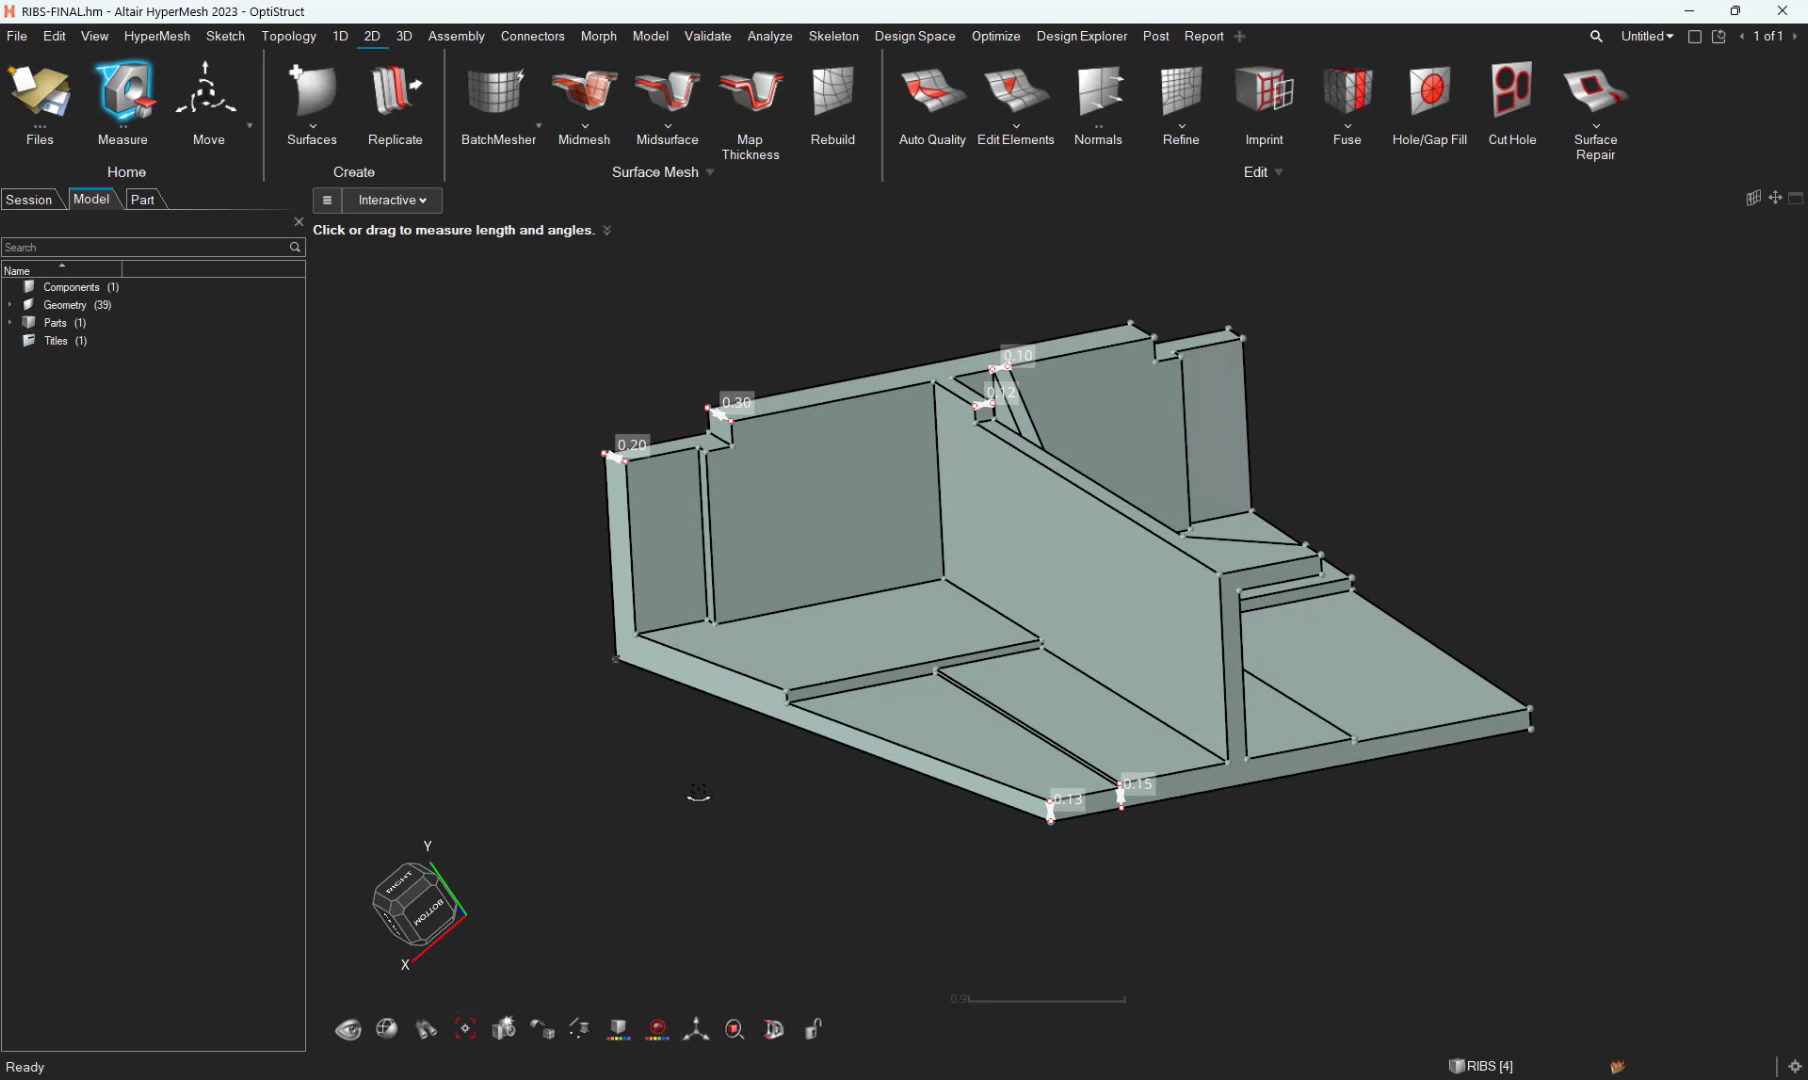 RIBS-FINAL.hm - Altair HyperMesh 2023 - OptiStruct
File Edit View HyperMesh Sketch Topology 1D 2D 3D Assembly Connectors Morph Model Validate Analyze Skeleton Design Space Optimize Design Explorer Post Report
Untitled 1 of 1
Files Measure Move Surfaces Replicate BatchMesher Midmesh Midsurface Map Thickness Rebuild Auto Quality Edit Elements Normals Refine Imprint Fuse Hole/Gap Fill Cut Hole Surface Repair
Home Create Surface Mesh Edit
Session Model Part
Interactive
Click or drag to measure length and angles.
Search
Name
Components (1)
Geometry (39)
Parts (1)
Titles (1)
0.10
0.12
0.30
0.20
0.15
0.13
Y
RIGHT
BOTTOM
X
0.9
Ready
RIBS [4]